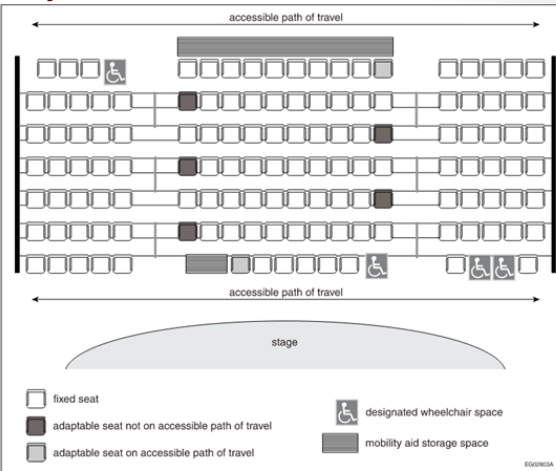 accessible path of travel
accessible path of travel
stage
fixed seat
adaptable seat not on accessible path of travel
adaptable seat on accessible path of travel
designated wheelchair space
mobility aid storage space
EG02803A